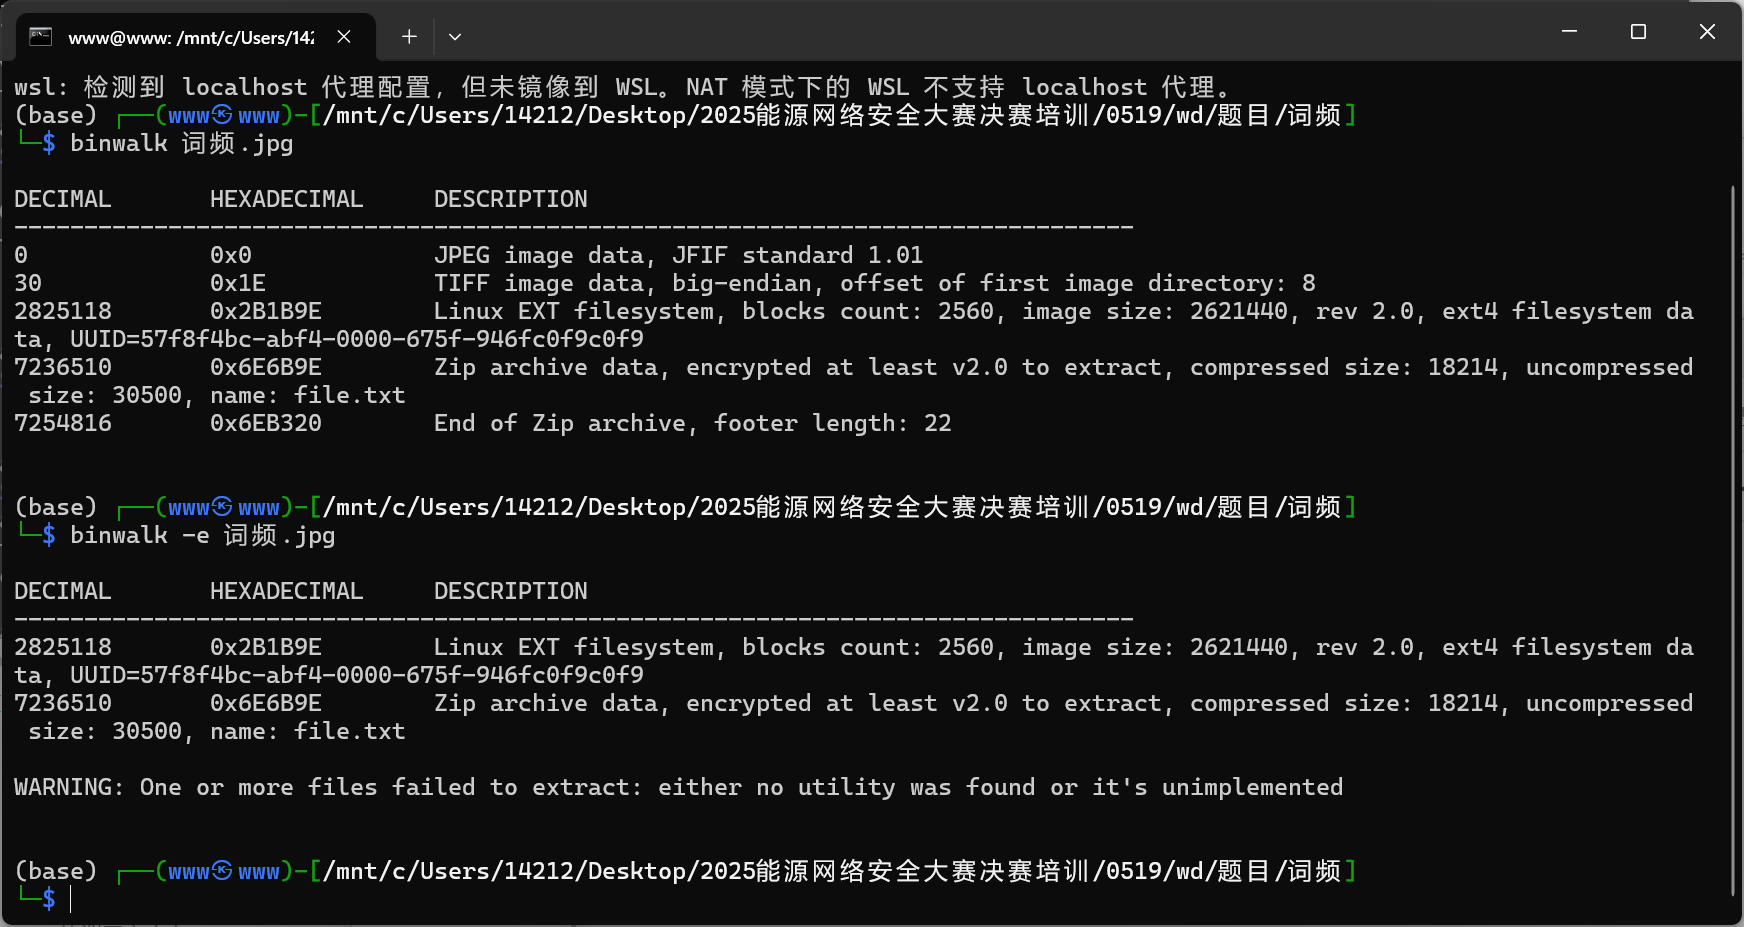 www@www: /mnt/c/Users/142
wsl: 检测到 localhost 代理配置，但未镜像到 WSL。NAT 模式下的 WSL 不支持 localhost 代理。
(base) ┌──(www㉿www)-[/mnt/c/Users/14212/Desktop/2025能源网络安全大赛决赛培训/0519/wd/题目/词频]
└─$ binwalk 词频.jpg
DECIMAL       HEXADECIMAL     DESCRIPTION
--------------------------------------------------------------------------------
0             0x0             JPEG image data, JFIF standard 1.01
30            0x1E            TIFF image data, big-endian, offset of first image directory: 8
2825118       0x2B1B9E        Linux EXT filesystem, blocks count: 2560, image size: 2621440, rev 2.0, ext4 filesystem da
ta, UUID=57f8f4bc-abf4-0000-675f-946fc0f9c0f9
7236510       0x6E6B9E        Zip archive data, encrypted at least v2.0 to extract, compressed size: 18214, uncompressed
 size: 30500, name: file.txt
7254816       0x6EB320        End of Zip archive, footer length: 22
(base) ┌──(www㉿www)-[/mnt/c/Users/14212/Desktop/2025能源网络安全大赛决赛培训/0519/wd/题目/词频]
└─$ binwalk -e 词频.jpg
DECIMAL       HEXADECIMAL     DESCRIPTION
--------------------------------------------------------------------------------
2825118       0x2B1B9E        Linux EXT filesystem, blocks count: 2560, image size: 2621440, rev 2.0, ext4 filesystem da
ta, UUID=57f8f4bc-abf4-0000-675f-946fc0f9c0f9
7236510       0x6E6B9E        Zip archive data, encrypted at least v2.0 to extract, compressed size: 18214, uncompressed
 size: 30500, name: file.txt
WARNING: One or more files failed to extract: either no utility was found or it's unimplemented
(base) ┌──(www㉿www)-[/mnt/c/Users/14212/Desktop/2025能源网络安全大赛决赛培训/0519/wd/题目/词频]
└─$